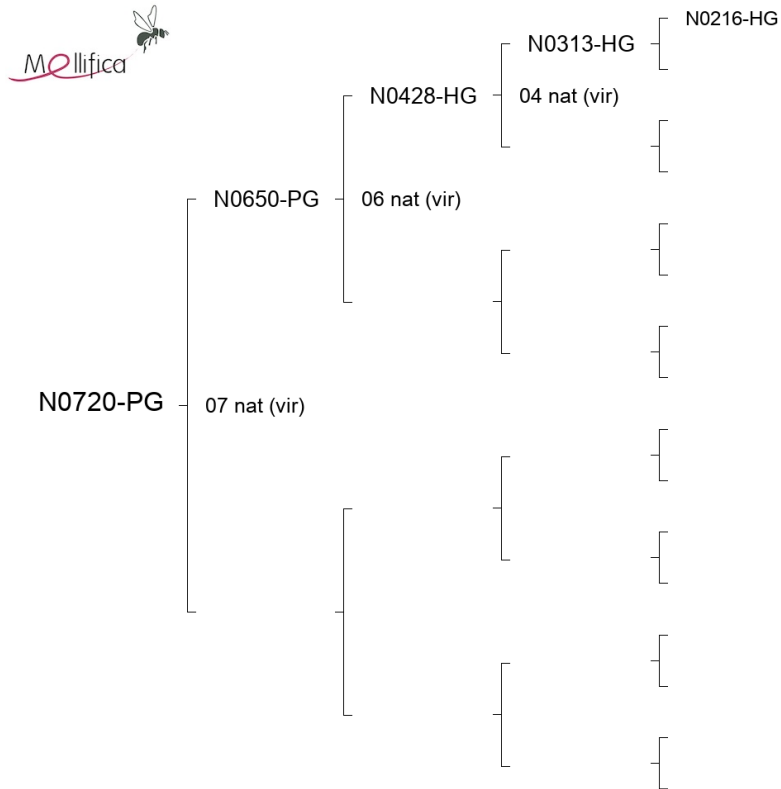 Mellifica
N0216-HG
N0313-HG
N0428-HG
04 nat (vir)
N0650-PG
06 nat (vir)
N0720-PG
07 nat (vir)